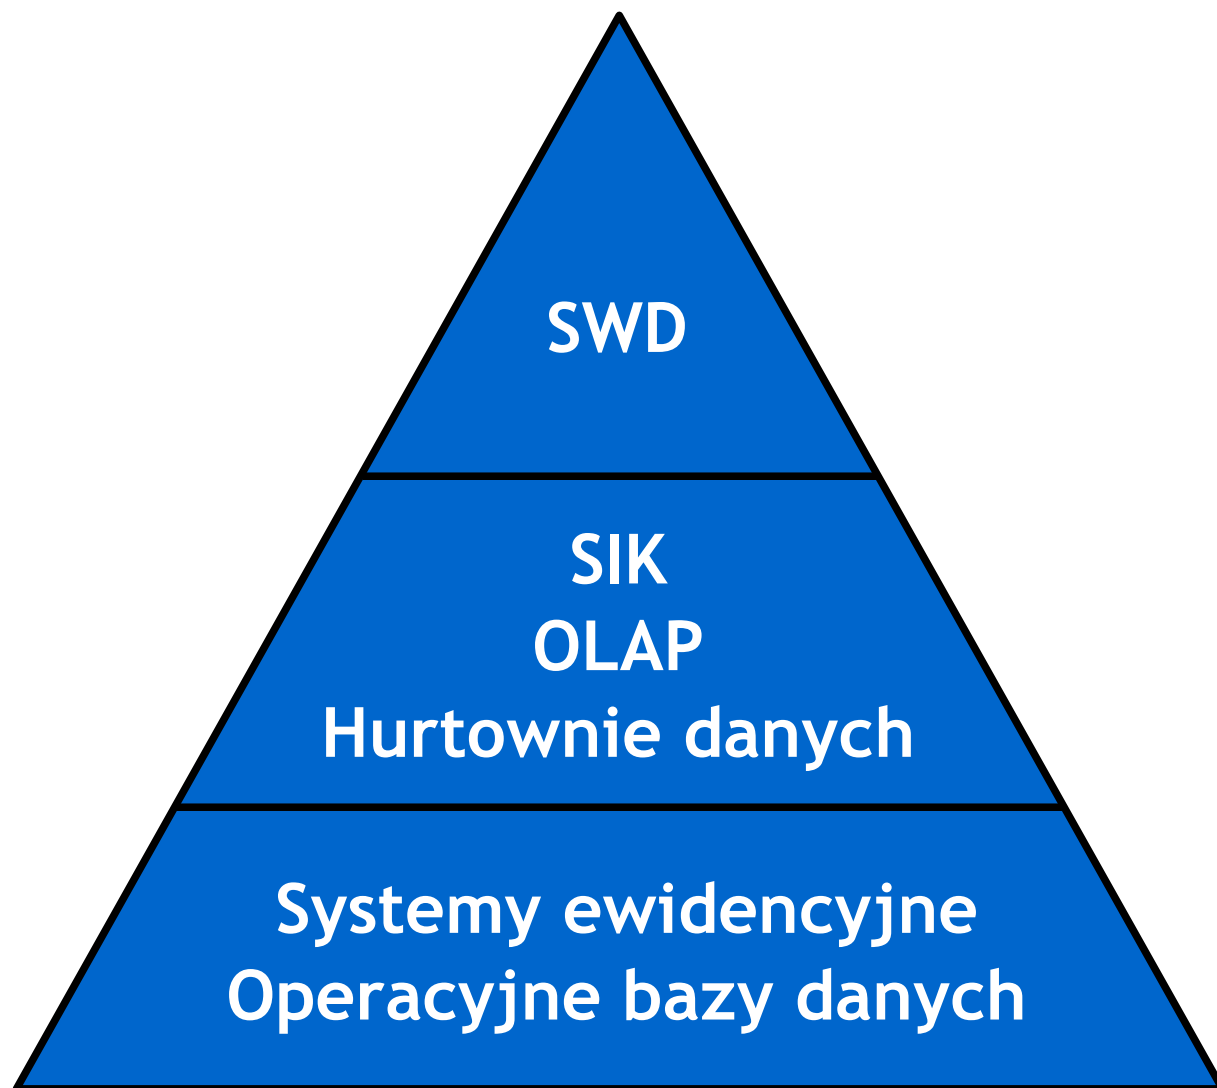 SWD
SIK
OLAP
Hurtownie danych
Systemy ewidencyjne
Operacyjne bazy danych